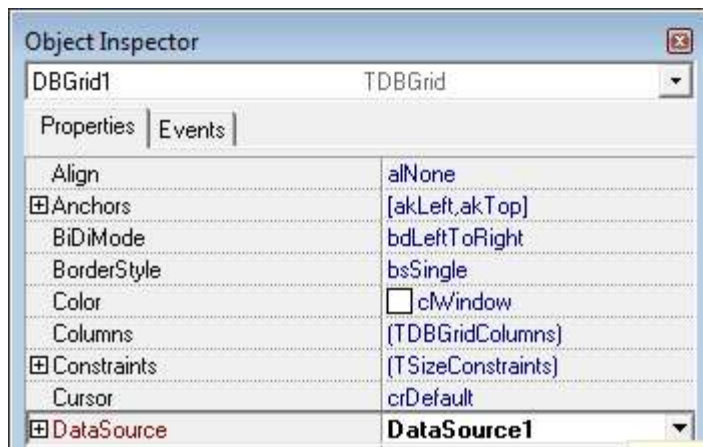 Object Inspector
DBGrid1 TDBGrid
Properties Events
Align alNone
Anchors [akLeft,akTop]
BiDiMode bdLeftToRight
BorderStyle bsSingle
Color clWindow
Columns (TDBGridColumns)
Constraints (TSizeConstraints)
Cursor crDefault
DataSource DataSource1